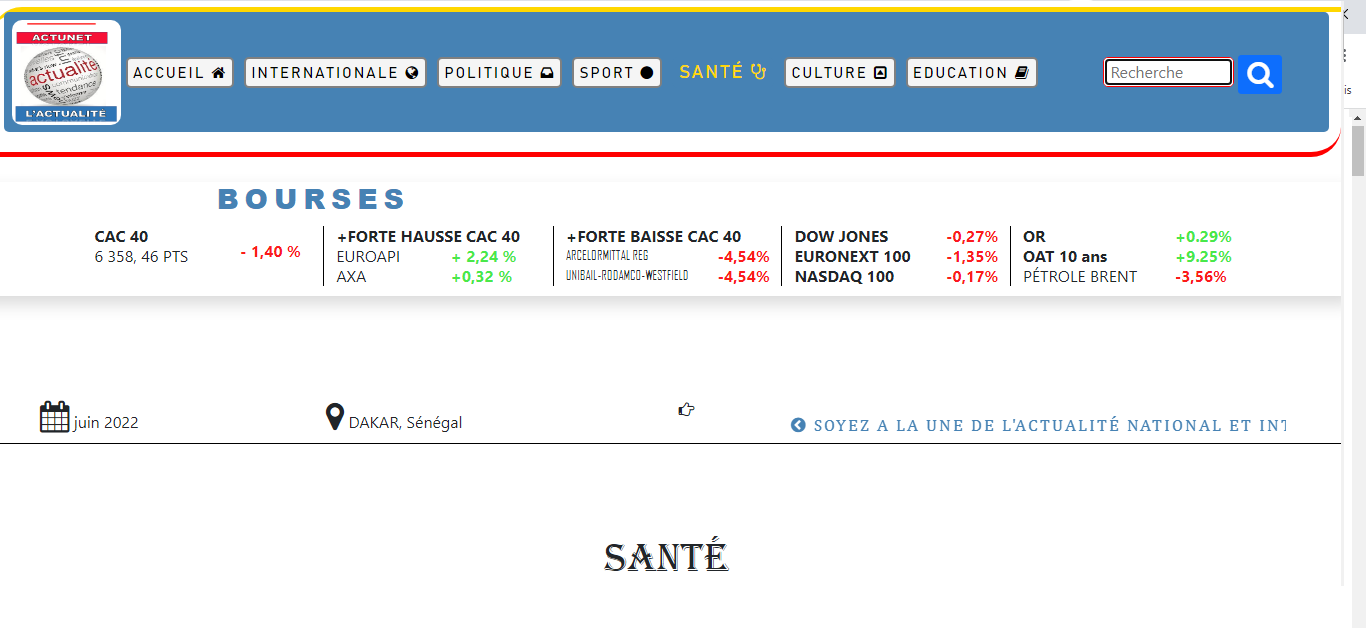 ACTUNET
actualité
tendance
L'ACTUALITE
ACCUEIL INTERNATIONALE POLITIQUE SPORT SANTÉ CULTURE EDUCATION Recherche
is
BOURSES
CAC 40
6 358, 46 PTS
- 1,40 %
+FORTE HAUSSE CAC 40
EUROAPI + 2,24 %
AXA +0,32 %
+FORTE BAISSE CAC 40
ARCELORMITTAL REG -4,54%
UNIBAIL-RODAMCO-WESTFIELD -4,54%
DOW JONES -0,27%
EURONEXT 100 -1,35%
NASDAQ 100 -0,17%
OR +0.29%
OAT 10 ans +9.25%
PÉTROLE BRENT -3,56%
juin 2022 DAKAR, Sénégal
SOYEZ A LA UNE DE L'ACTUALITÉ NATIONAL ET INT
SANTÉ